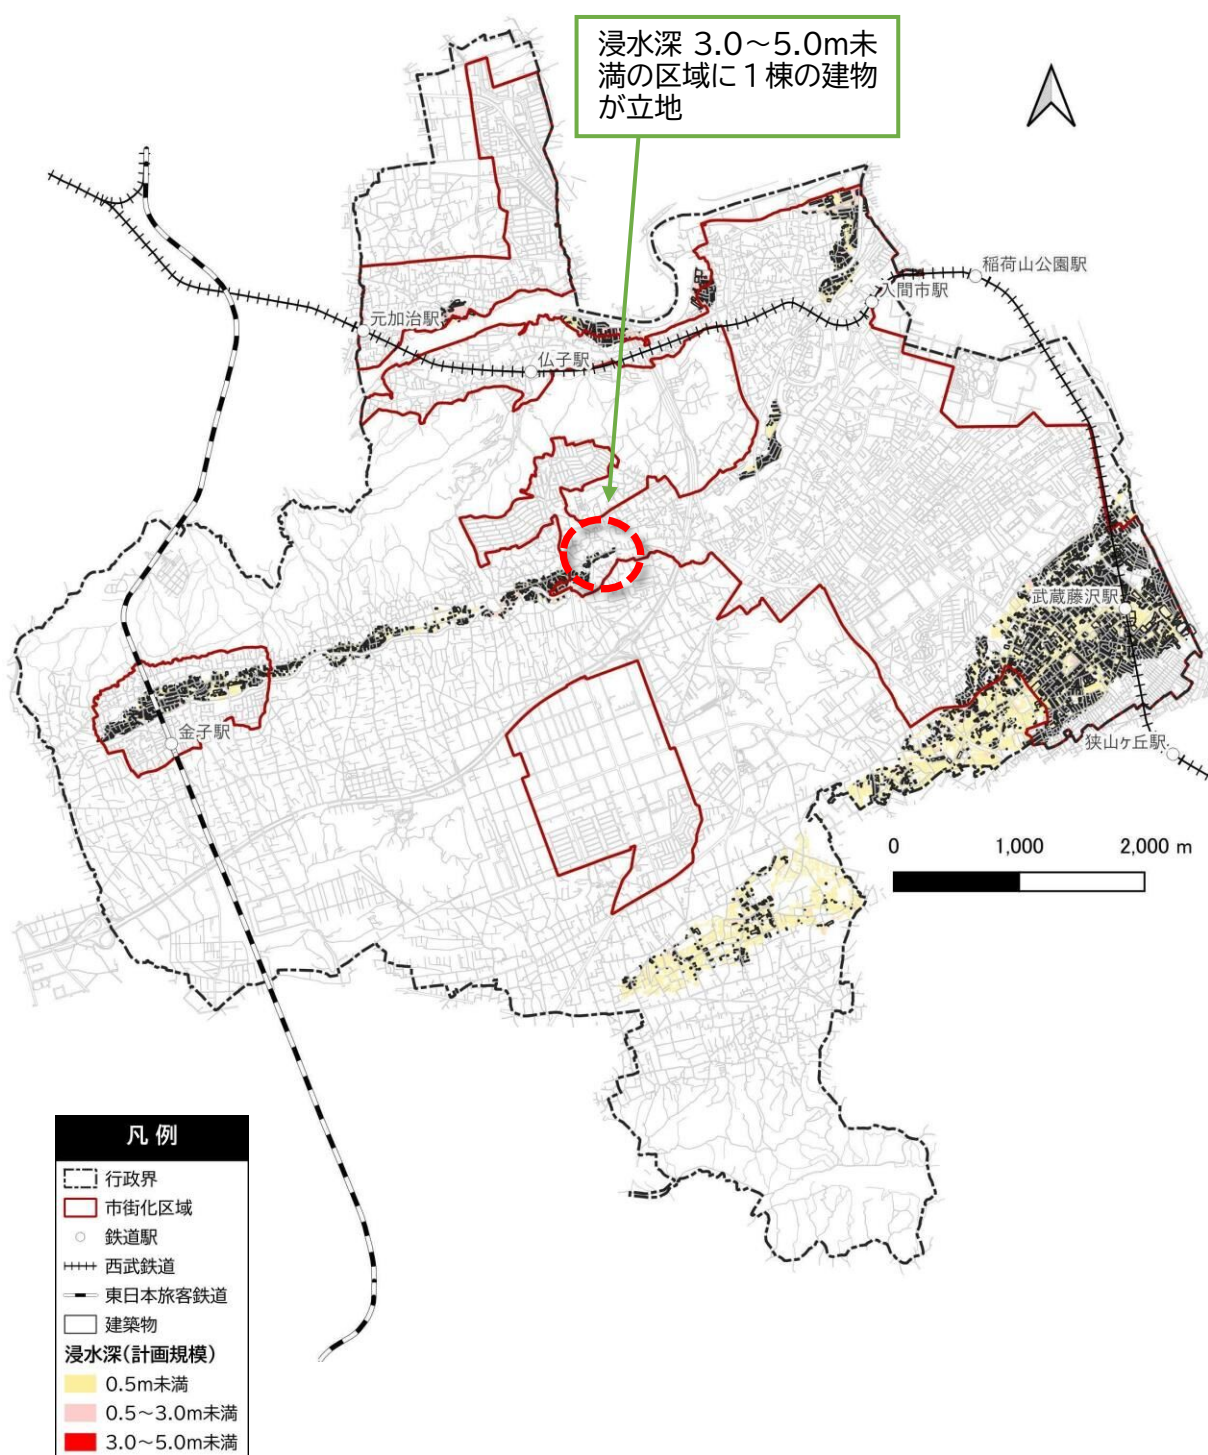 浸水深 3.0～5.0m未
満の区域に１棟の建物
が立地
稲荷山公園駅
入間市駅
元加治駅
仏子駅
武蔵藤沢駅
金子駅
狭山ヶ丘駅
0 1,000 2,000 m
凡 例
行政界
市街化区域
鉄道駅
西武鉄道
東日本旅客鉄道
建築物
浸水深(計画規模)
0.5m未満
0.5～3.0m未満
3.0～5.0m未満